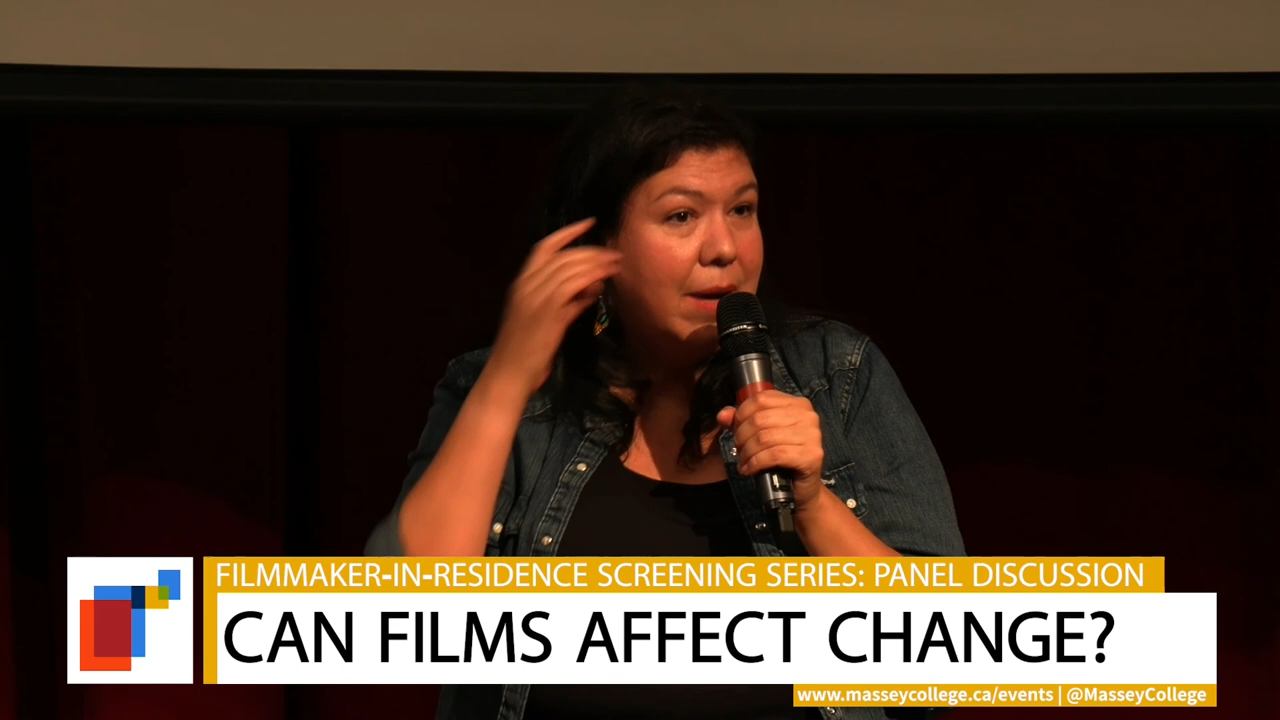 FILMMAKER-IN-RESIDENCE SCREENING SERIES: PANEL DISCUSSION
CAN FILMS AFFECT CHANGE?
www.masseycollege.ca/events | @MasseyCollege